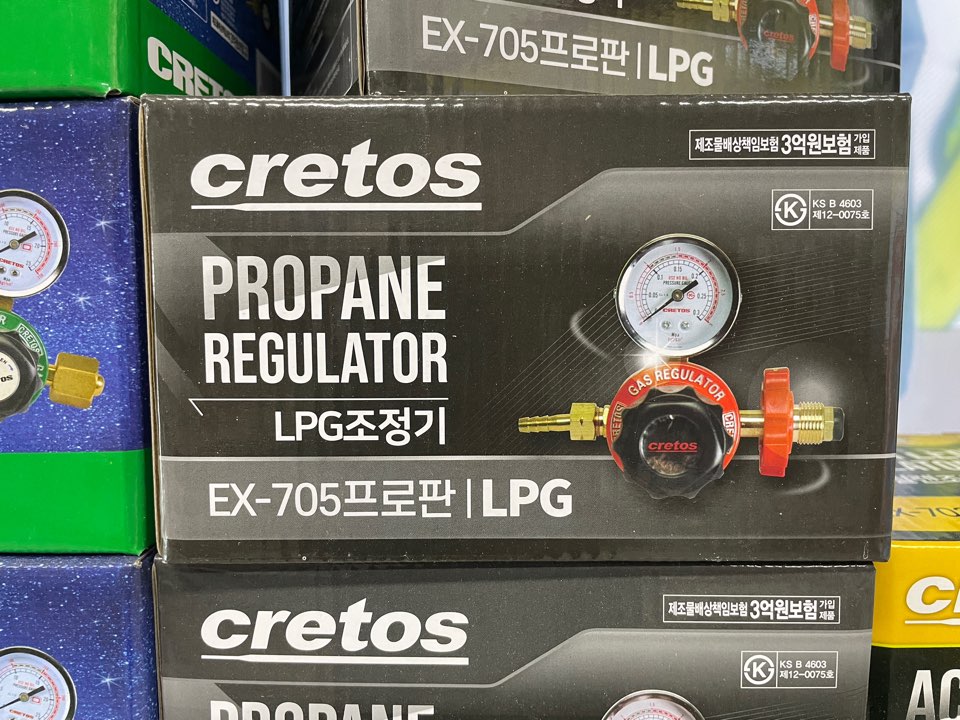 EX-705프로판 | LPG
CRET
cretos
제조물배상책임보험 3억원보험 가입 제품
KS B 4603
제12-0075호
PROPANE
REGULATOR
LPG조정기
EX-705프로판 | LPG
GAS REGULATOR
CRETOS
cretos
cretos
제조물배상책임보험 3억원보험 가입 제품
KS B 4603
제12-0075호
PROPANE
AC